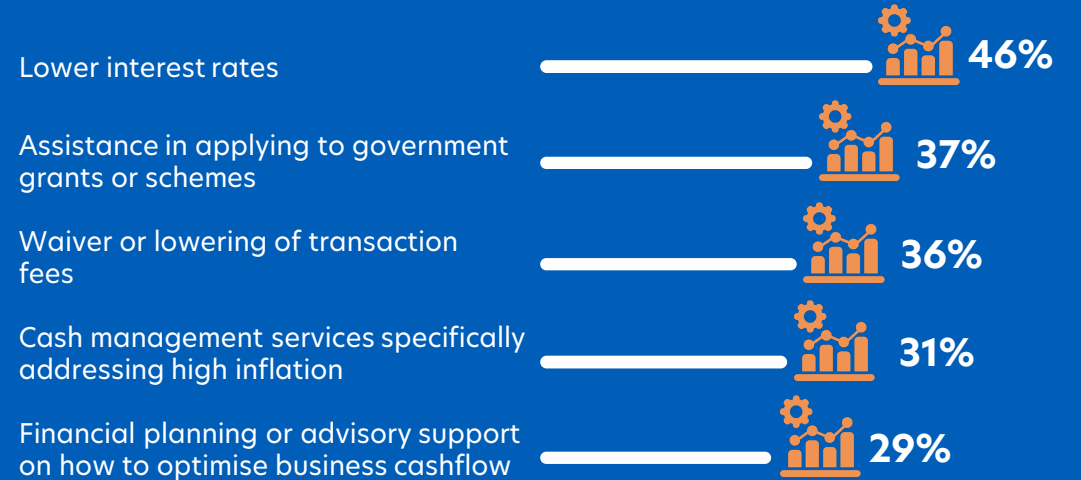 Lower interest rates
46%
Assistance in applying to government
grants or schemes
37%
Waiver or lowering of transaction
fees
36%
Cash management services specifically
addressing high inflation
31%
Financial planning or advisory support
on how to optimise business cashflow
29%